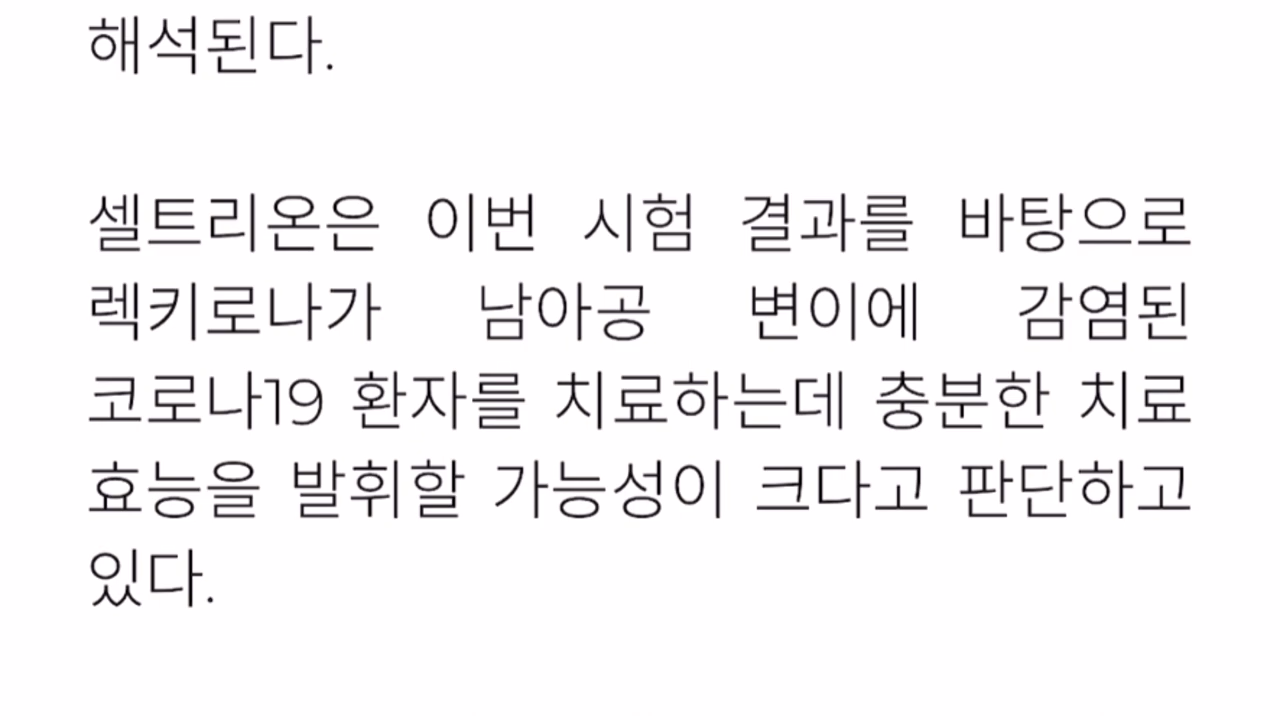 해석된다.
셀트리온은 이번 시험 결과를 바탕으로
렉키로나가 남아공 변이에 감염된
코로나19 환자를 치료하는데 충분한 치료
효능을 발휘할 가능성이 크다고 판단하고
있다.